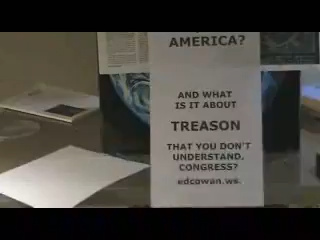 AMERICA?
AND WHAT
IS IT ABOUT
TREASON
THAT YOU DON'T
UNDERSTAND,
CONGRESS?
edcowan.ws.